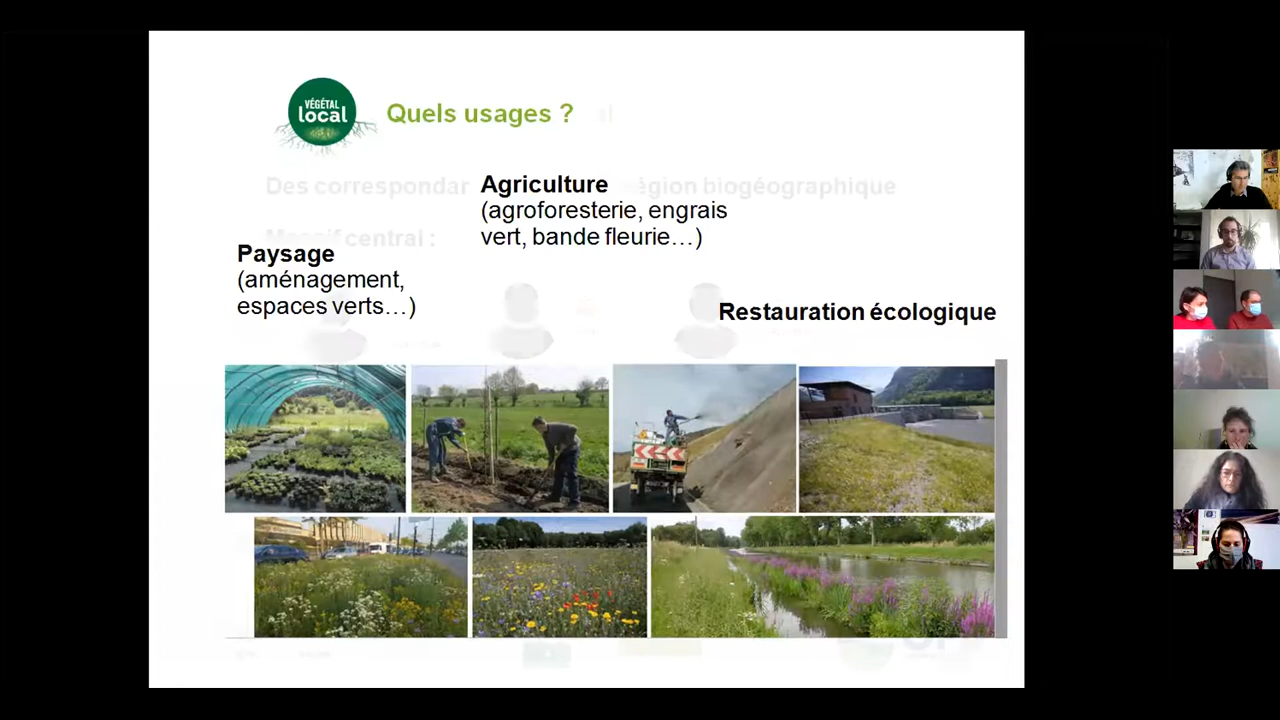 VÉGÉTAL
local
Quels usages ?
Des correspondan
région biogéographique
Agriculture
(agroforesterie, engrais
vert, bande fleurie…)
Massif central :
Paysage
(aménagement,
espaces verts…)
Restauration écologique